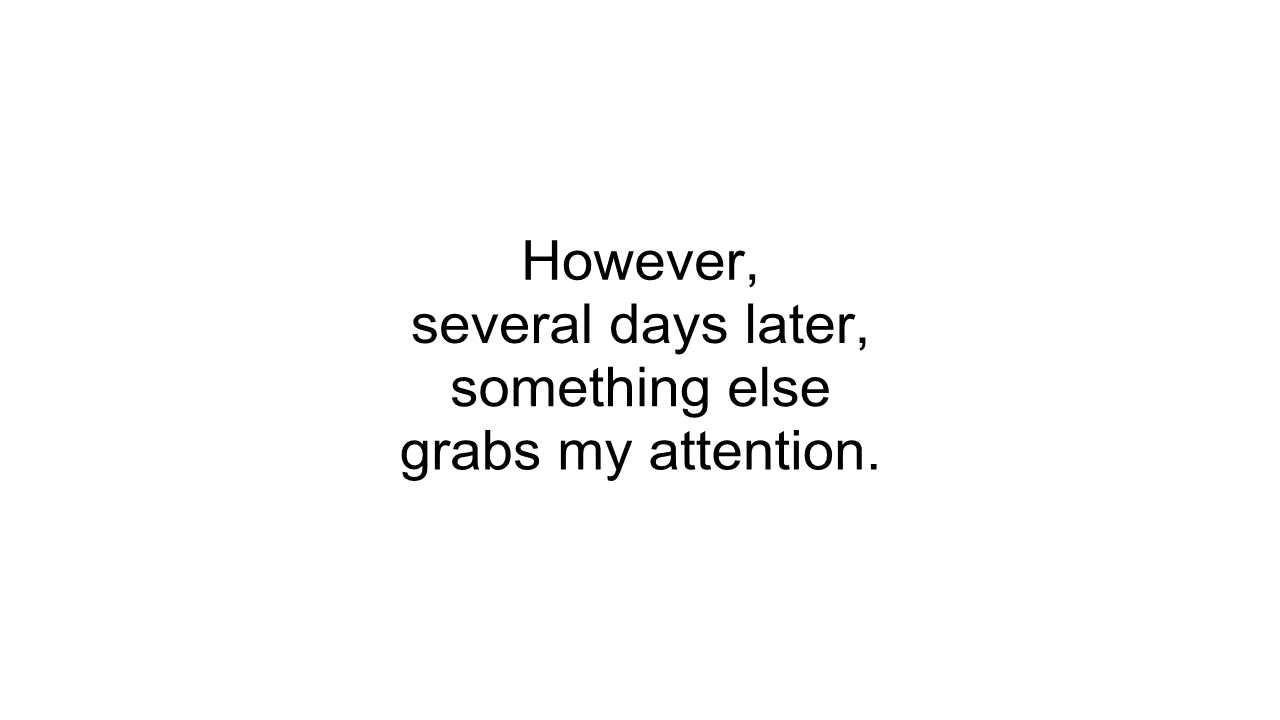 However,
several days later,
something else
grabs my attention.